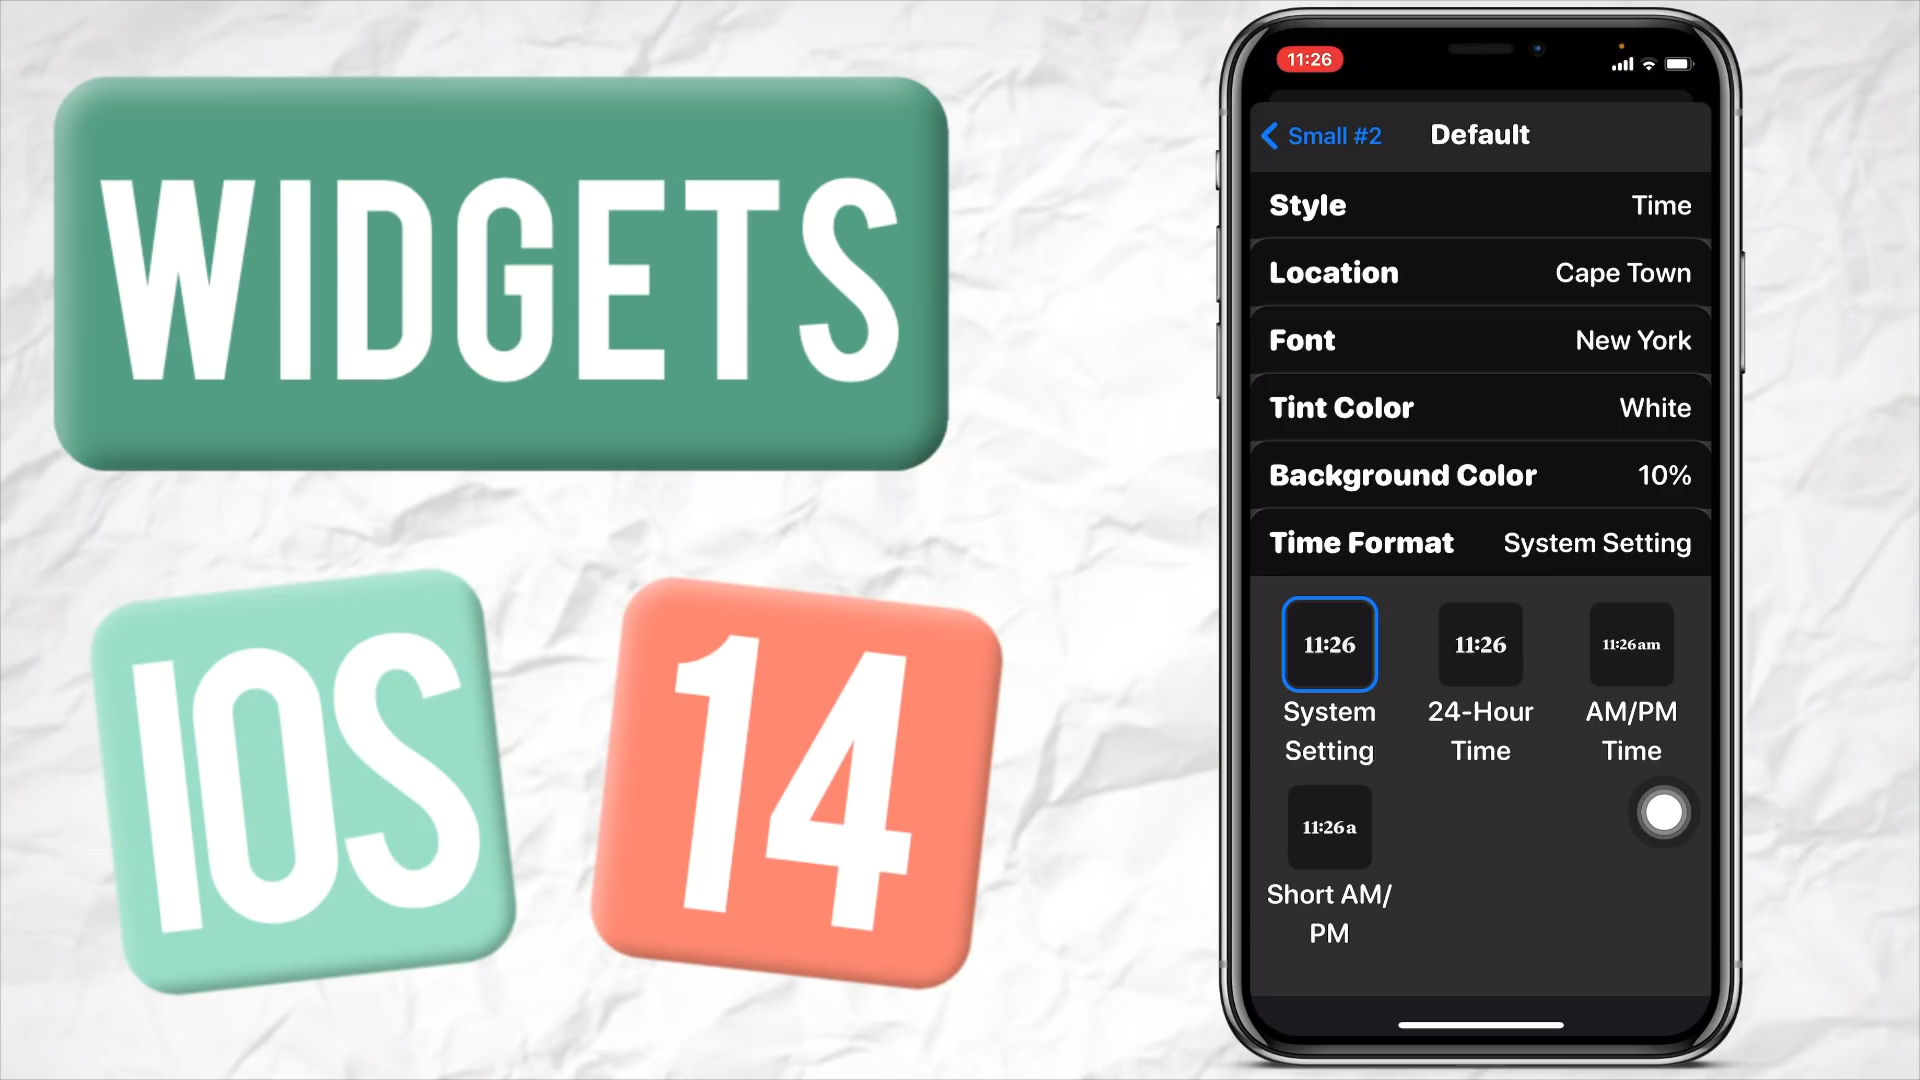 WIDGETS
IOS
14
11:26
Small #2
Default
Style Time
Location Cape Town
Font New York
Tint Color White
Background Color 10%
Time Format System Setting
11:26
System
Setting
11:26
24-Hour
Time
11:26am
AM/PM
Time
11:26a
Short AM/
PM